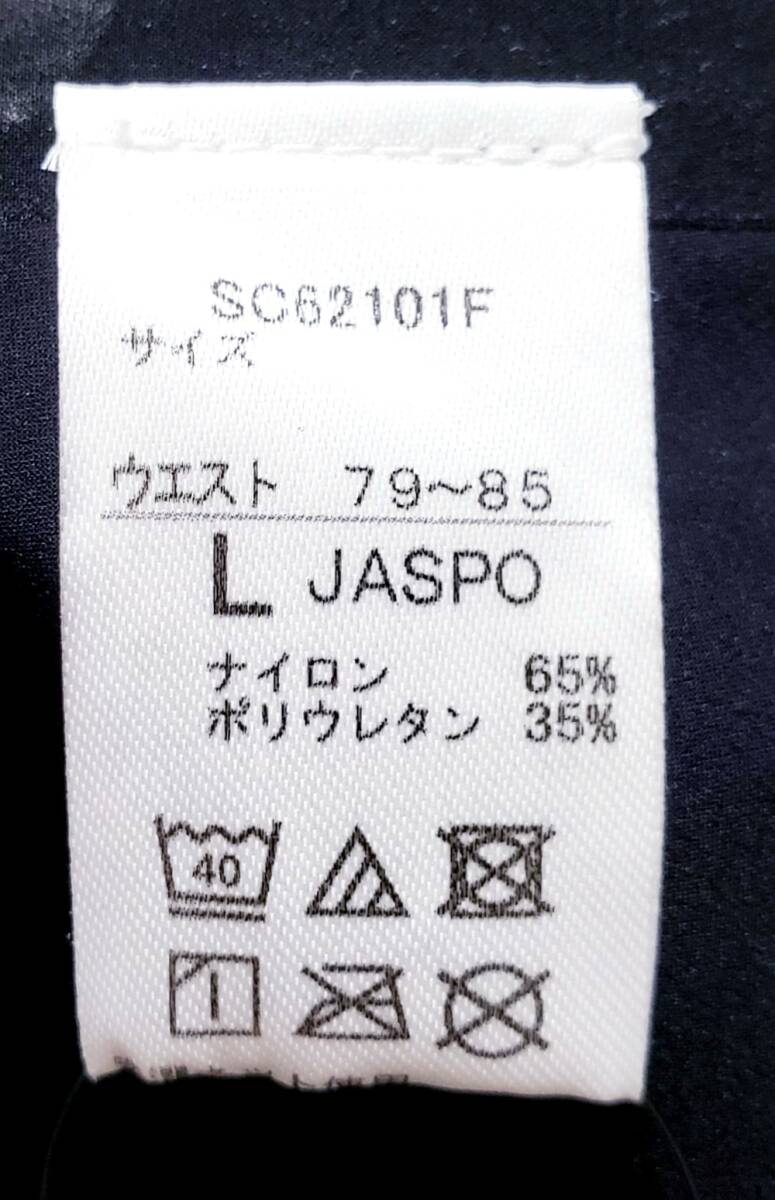 SC62101F
サイズ
ウエスト 79～85
L JASPO
ナイロン 65%
ポリウレタン 35%
40